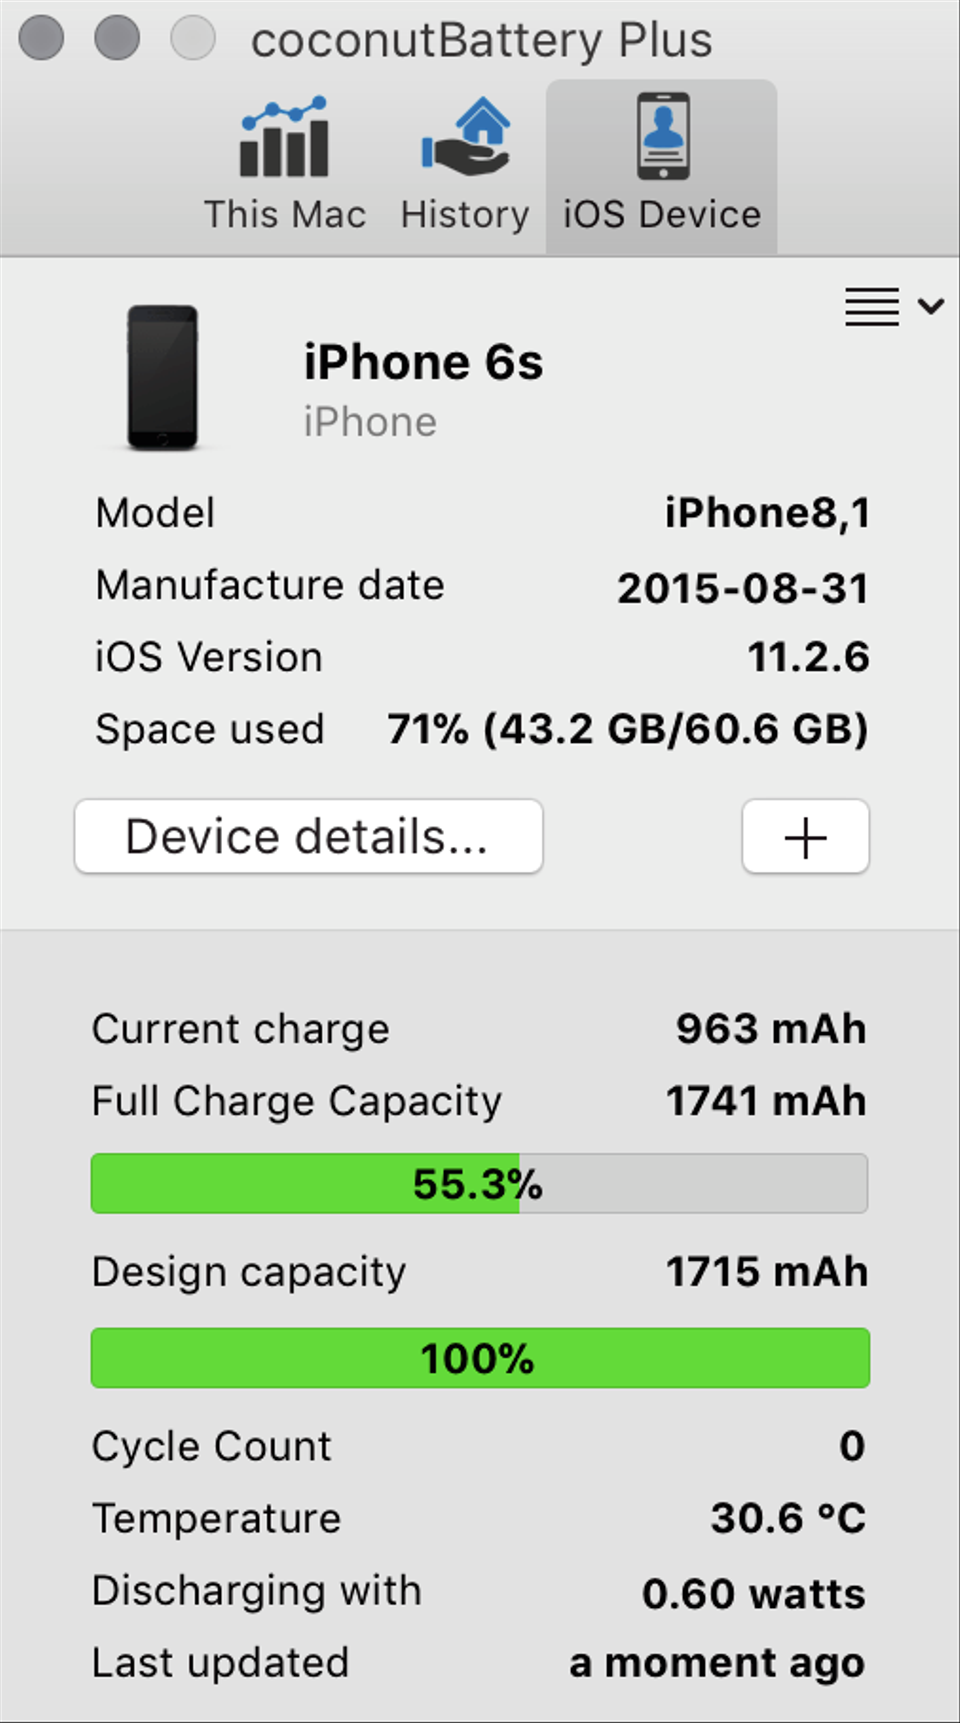 coconutBattery Plus
This Mac History iOS Device
iPhone 6s
iPhone
Model iPhone8,1
Manufacture date 2015-08-31
iOS Version 11.2.6
Space used 71% (43.2 GB/60.6 GB)
Device details... +
Current charge 963 mAh
Full Charge Capacity 1741 mAh
55.3%
Design capacity 1715 mAh
100%
Cycle Count 0
Temperature 30.6 °C
Discharging with 0.60 watts
Last updated a moment ago